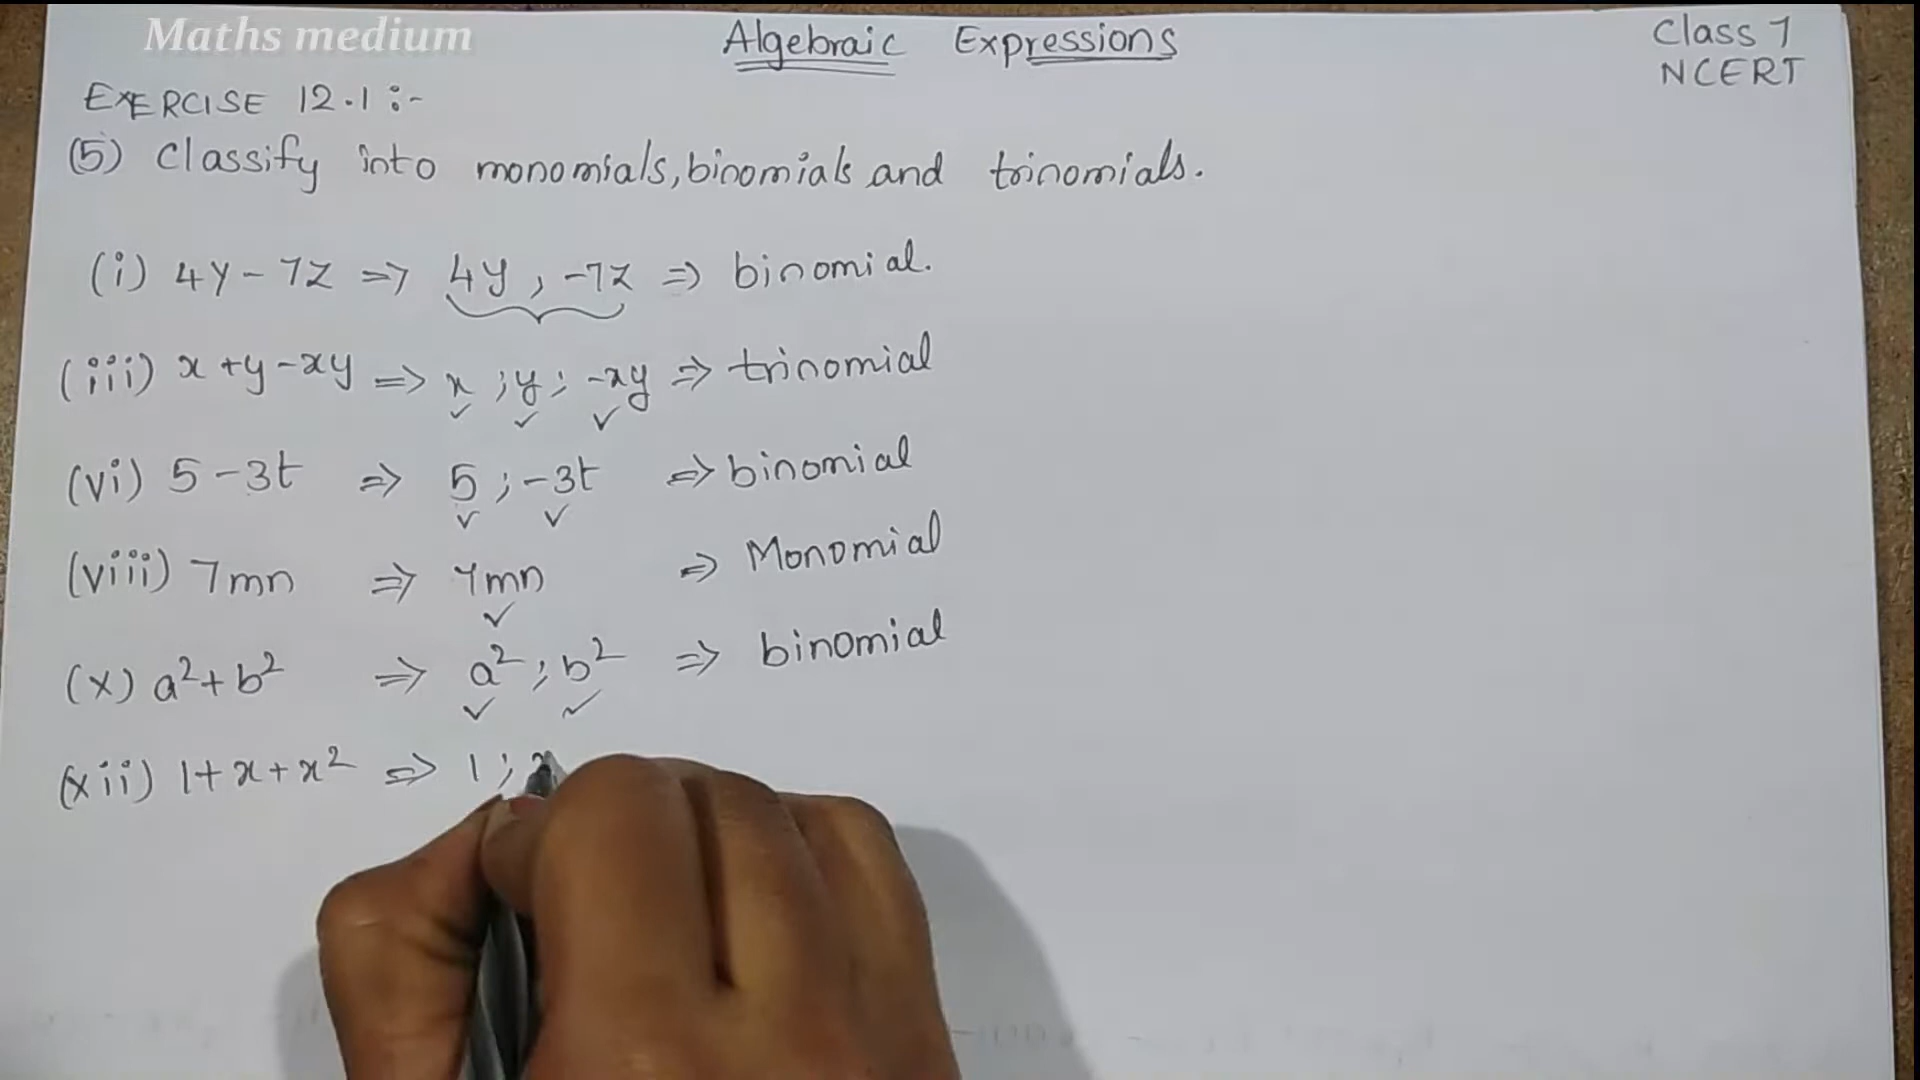 Maths medium
Algebraic Expressions
Class 7
NCERT
EXERCISE 12.1 :-
(5) Classify into monomials, binomials and trinomials.
(i) 4y - 7z => 4y, -7z => binomial.
(iii) x + y - xy => x ; y ; -xy => trinomial
(vi) 5 - 3t => 5 ; -3t => binomial
(viii) 7mn => 7mn => Monomial
(x) a² + b² => a² ; b² => binomial
(xii) 1 + x + x² => 1 ;